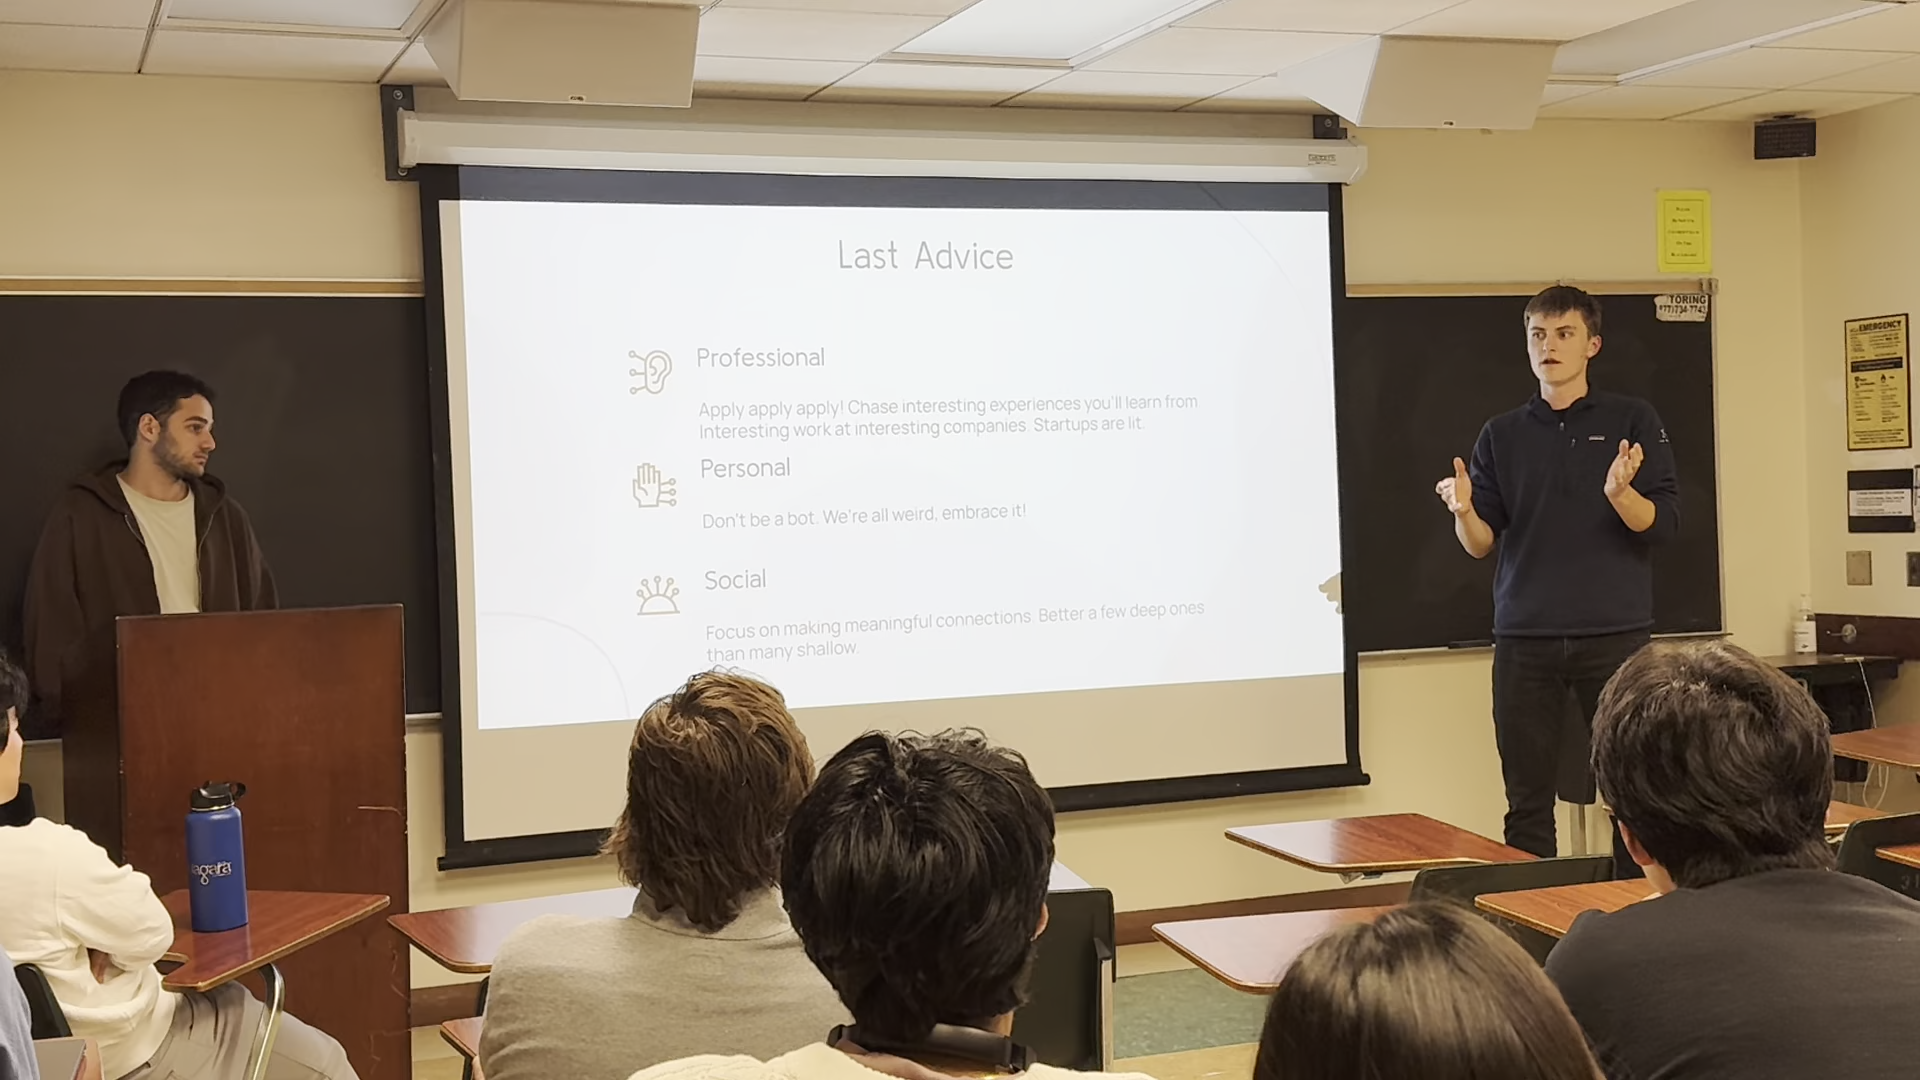 Last Advice
Professional
Apply apply apply! Chase interesting experiences you'll learn from
Interesting work at interesting companies. Startups are lit.
Personal
Don't be a bot. We're all weird, embrace it!
Social
Focus on making meaningful connections. Better a few deep ones
than many shallow.
TORING
EMERGENCY
agara